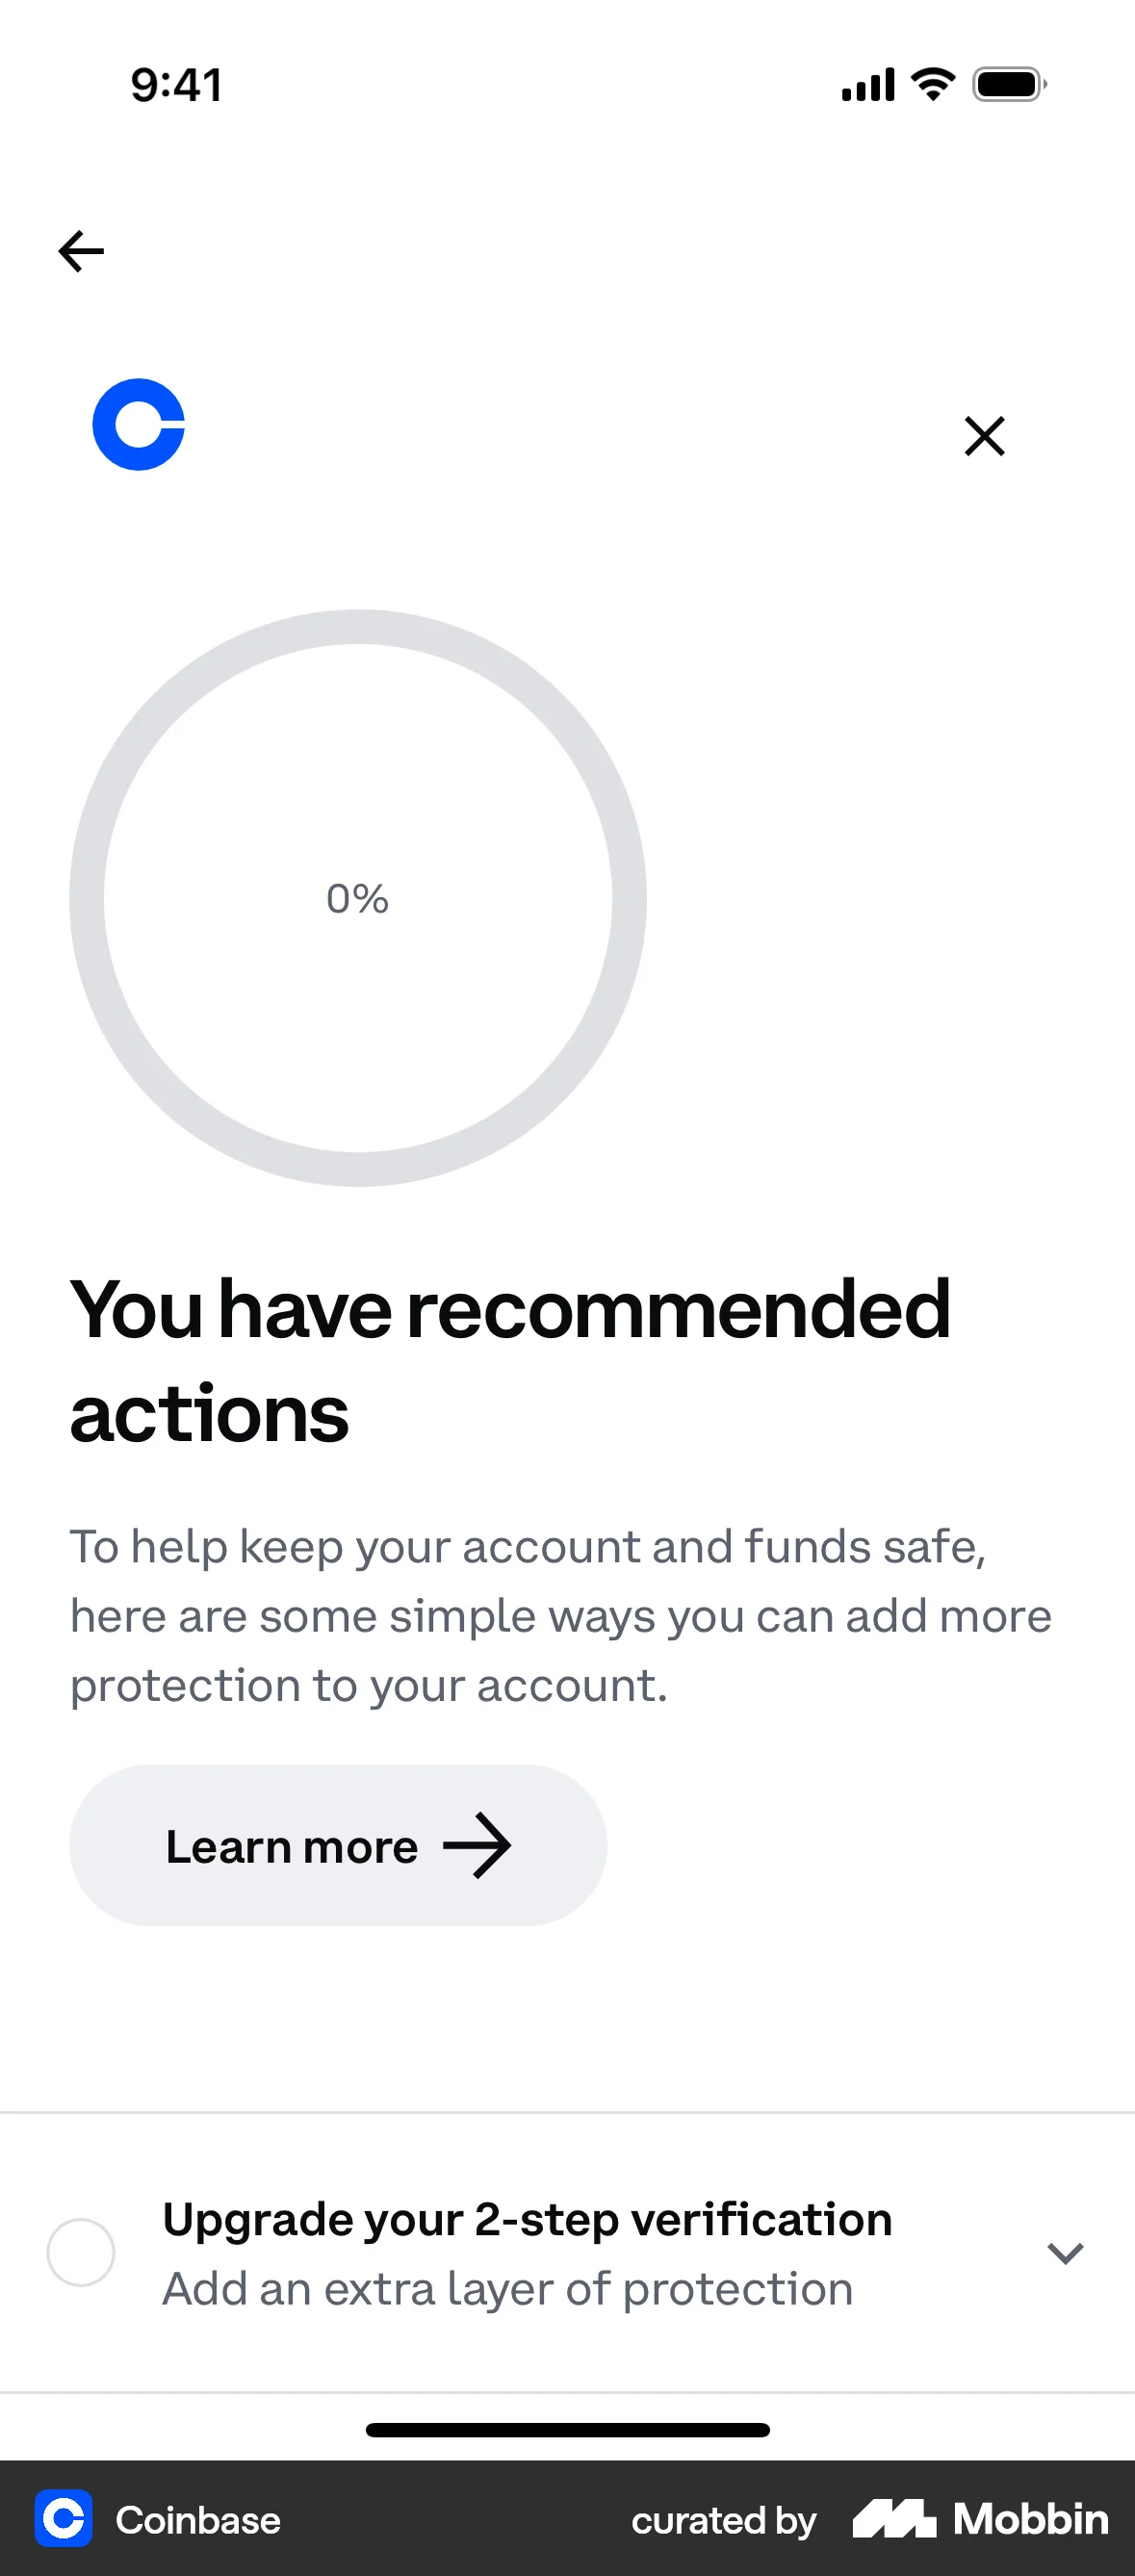 9:41
0%
You have recommended
actions
To help keep your account and funds safe,
here are some simple ways you can add more
protection to your account.
Learn more
Upgrade your 2-step verification
Add an extra layer of protection
Coinbase
curated by
Mobbin